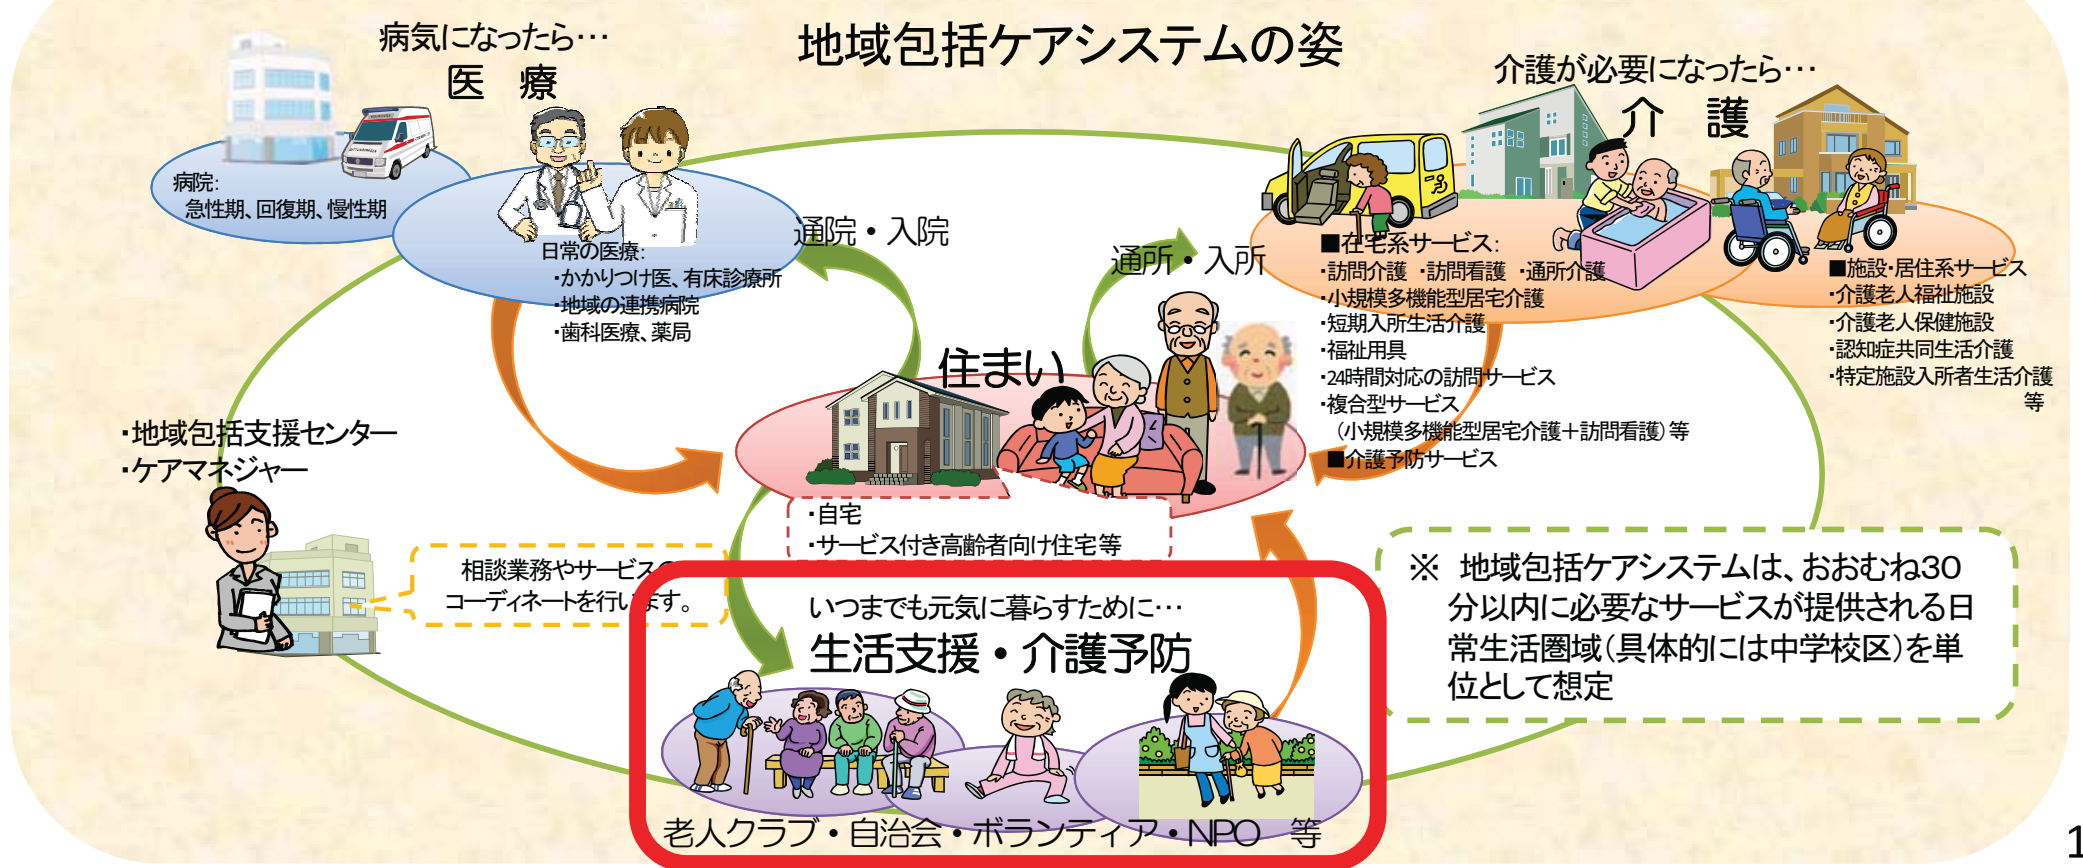 地域包括ケアシステムの姿
病気になったら…
医　療
病院：
急性期、回復期、慢性期
日常の医療：
・かかりつけ医、有床診療所
・地域の連携病院
・歯科医療、薬局
通院・入院
通所・入所
介護が必要になったら…
介　護
■在宅系サービス：
・訪問介護　・訪問看護　・通所介護
・小規模多機能型居宅介護
・短期入所生活介護
・福祉用具
・24時間対応の訪問サービス
・複合型サービス
（小規模多機能型居宅介護＋訪問看護）等
■介護予防サービス
■施設・居住系サービス
・介護老人福祉施設
・介護老人保健施設
・認知症共同生活介護
・特定施設入所者生活介護
等
住まい
・自宅
・サービス付き高齢者向け住宅等
・地域包括支援センター
・ケアマネジャー
相談業務やサービスの
コーディネートを行います。
いつまでも元気に暮らすために…
生活支援・介護予防
老人クラブ・自治会・ボランティア・NPO　等
※　地域包括ケアシステムは、おおむね30
分以内に必要なサービスが提供される日
常生活圏域（具体的には中学校区）を単
位として想定
1